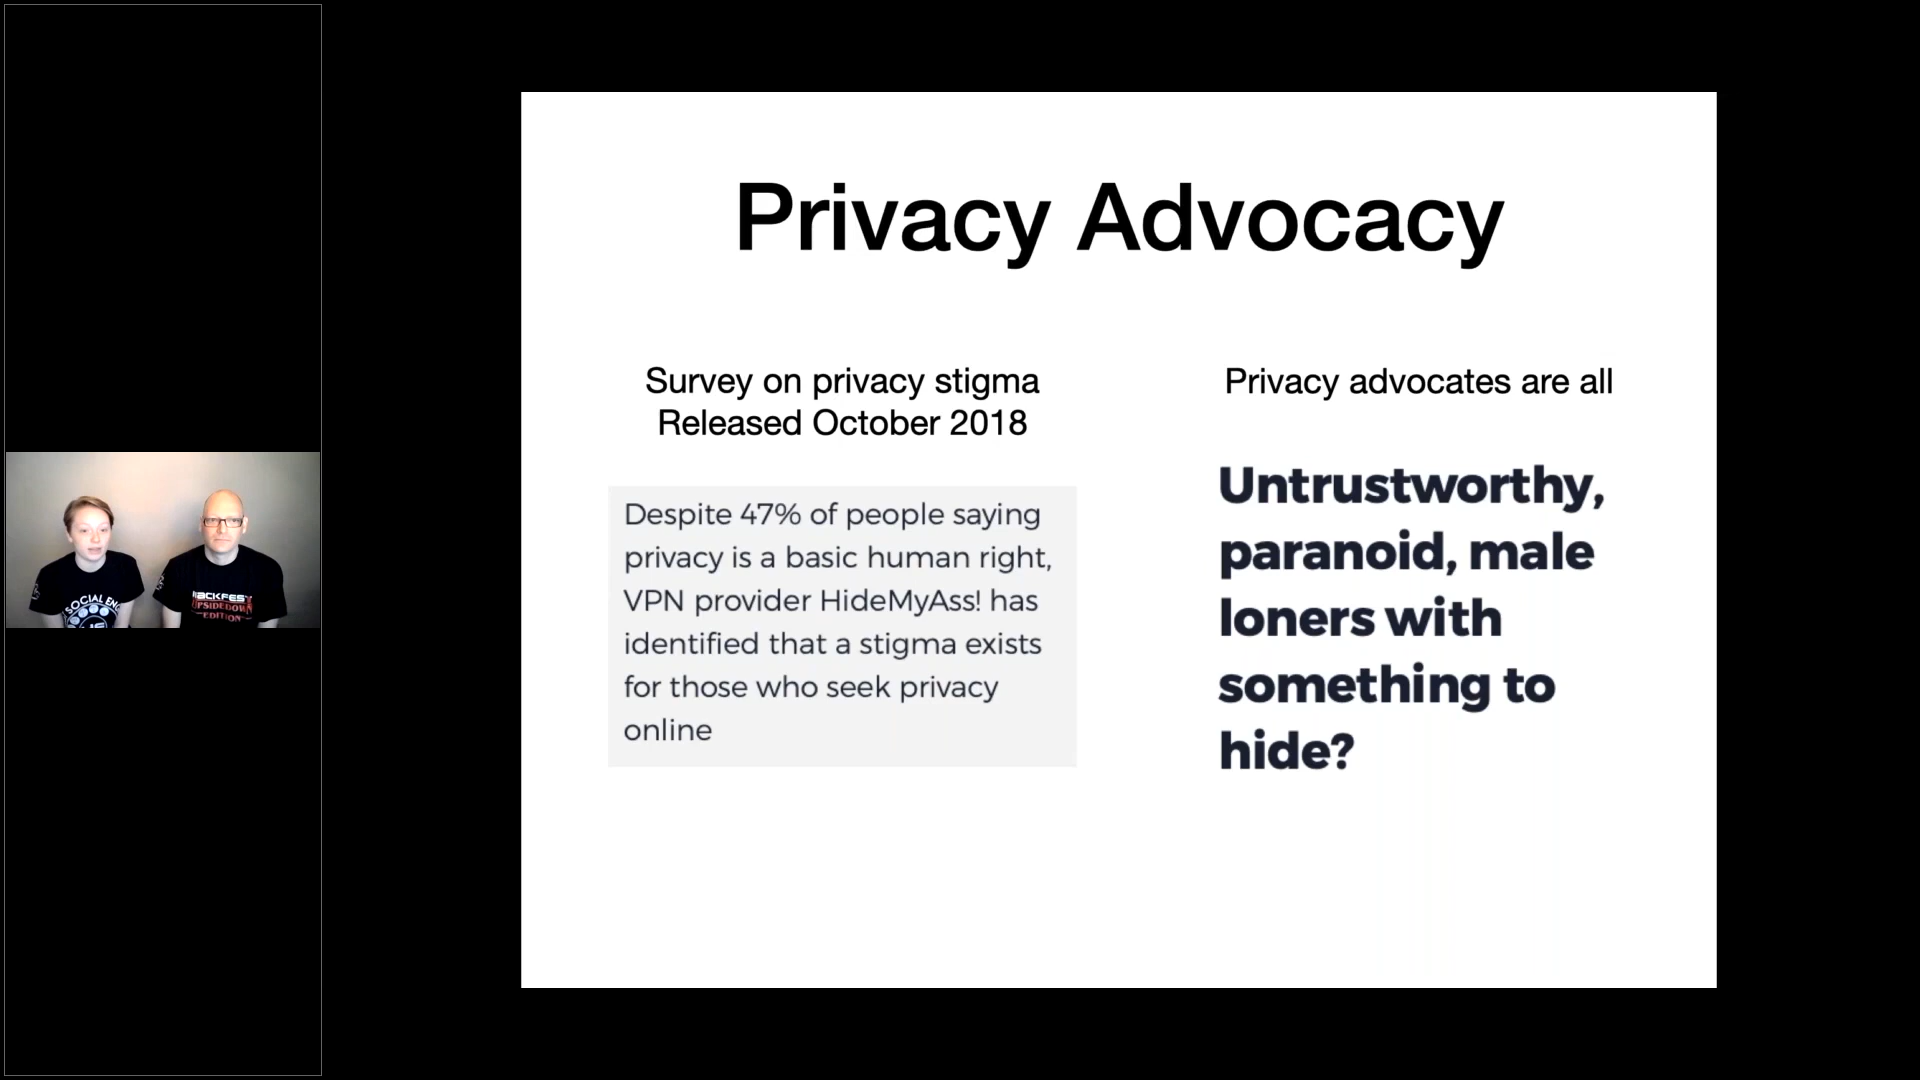 Privacy Advocacy
Survey on privacy stigma
Released October 2018
Despite 47% of people saying
privacy is a basic human right,
VPN provider HideMyAss! has
identified that a stigma exists
for those who seek privacy
online
Privacy advocates are all
Untrustworthy,
paranoid, male
loners with
something to
hide?
SOCIAL
EDITION